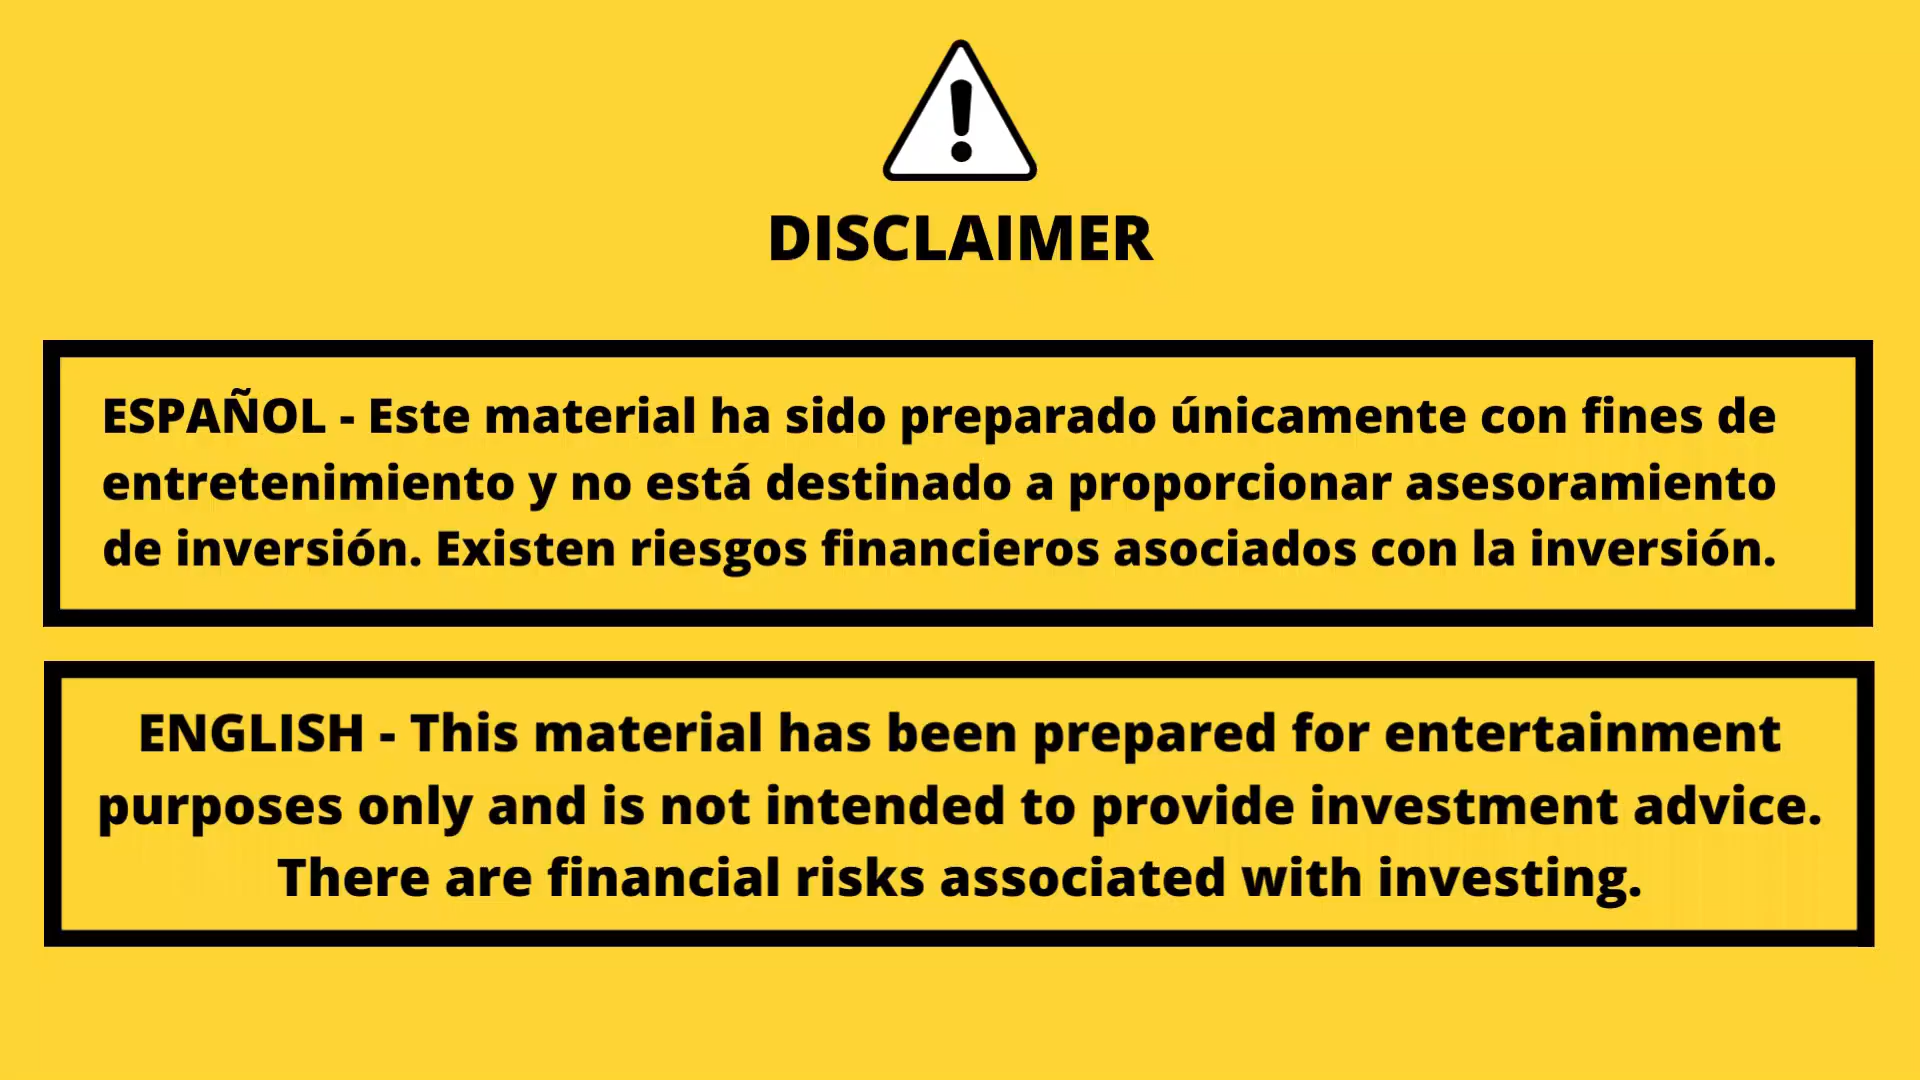 DISCLAIMER
ESPAÑOL - Este material ha sido preparado únicamente con fines de
entretenimiento y no está destinado a proporcionar asesoramiento
de inversión. Existen riesgos financieros asociados con la inversión.
ENGLISH - This material has been prepared for entertainment
purposes only and is not intended to provide investment advice.
There are financial risks associated with investing.